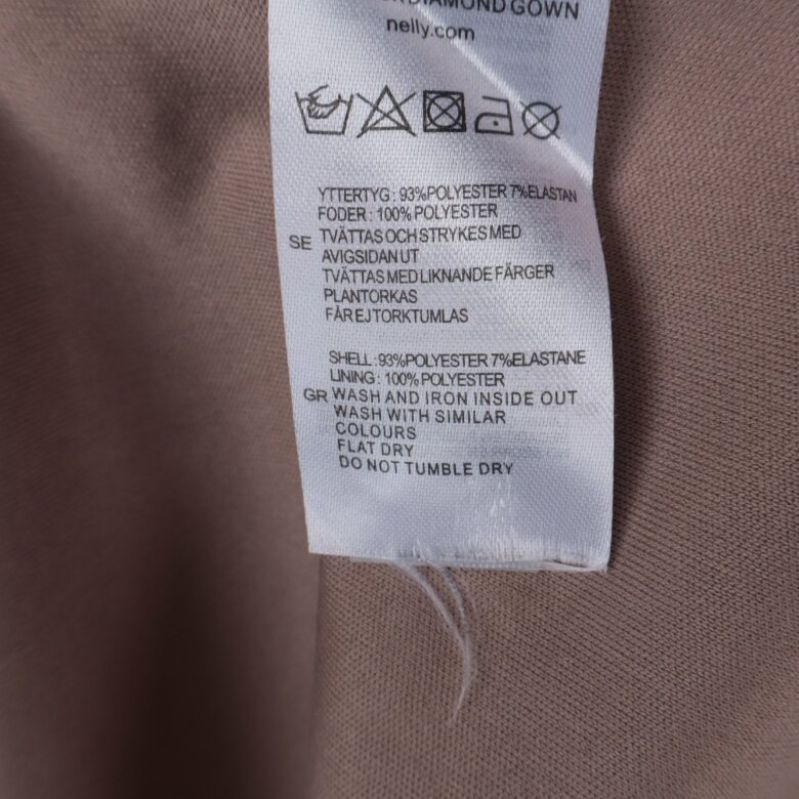 DIAMOND GOWN
nelly.com
YTTERTYG : 93%POLYESTER 7%ELASTAN
FODER : 100% POLYESTER
SE TVÄTTAS OCH STRYKES MED
AVIGSIDAN UT
TVÄTTAS MED LIKNANDE FÄRGER
PLANTORKAS
FÅR EJ TORKTUMLAS
SHELL : 93%POLYESTER 7%ELASTANE
LINING : 100% POLYESTER
GR WASH AND IRON INSIDE OUT
WASH WITH SIMILAR
COLOURS
FLAT DRY
DO NOT TUMBLE DRY